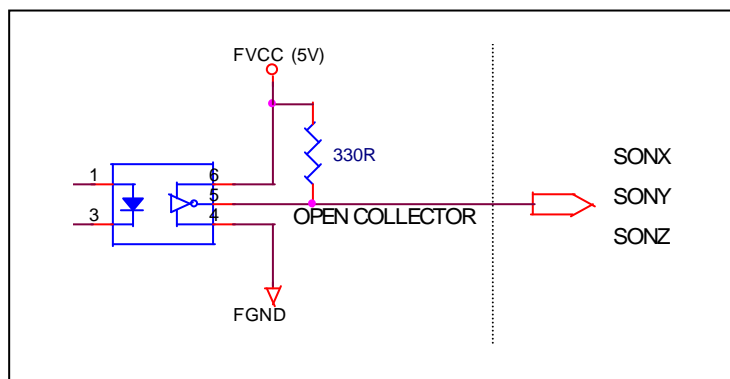 FVCC (5V)
330R
1
6
5
3
4
OPEN COLLECTOR
FGND
SONX
SONY
SONZ